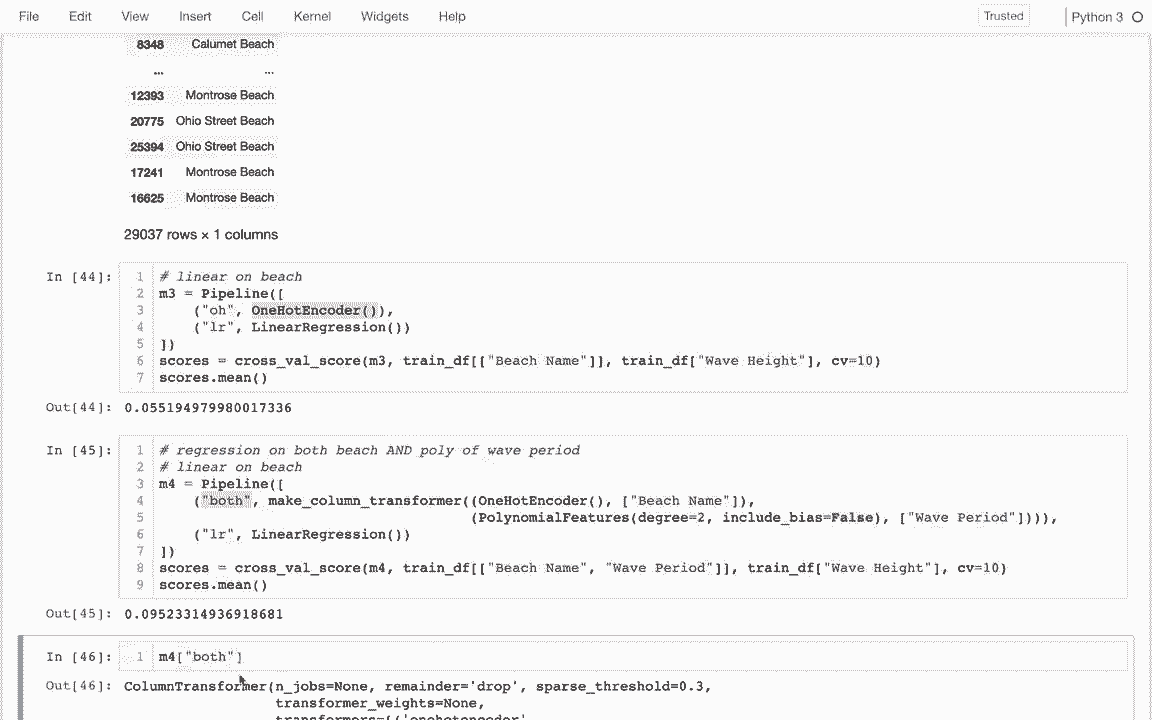 File Edit View Insert Cell Kernel Widgets Help Trusted Python 3
8348 Calumet Beach
... ...
12393 Montrose Beach
20775 Ohio Street Beach
25394 Ohio Street Beach
17241 Montrose Beach
16625 Montrose Beach
29037 rows × 1 columns
In [44]: 1 # linear on beach
2 m3 = Pipeline([
3 ("oh", OneHotEncoder()),
4 ("lr", LinearRegression())
5 ])
6 scores = cross_val_score(m3, train_df[["Beach Name"]], train_df["Wave Height"], cv=10)
7 scores.mean()
Out[44]: 0.055194979980017336
In [45]: 1 # regression on both beach AND poly of wave period
2 # linear on beach
3 m4 = Pipeline([
4 ("both", make_column_transformer((OneHotEncoder(), ["Beach Name"]),
5 (PolynomialFeatures(degree=2, include_bias=False), ["Wave Period"]))),
6 ("lr", LinearRegression())
7 ])
8 scores = cross_val_score(m4, train_df[["Beach Name", "Wave Period"]], train_df["Wave Height"], cv=10)
9 scores.mean()
Out[45]: 0.09523314936918681
In [46]: 1 m4["both"]
Out[46]: ColumnTransformer(n_jobs=None, remainder='drop', sparse_threshold=0.3,
transformer_weights=None,
transformers=[('onehotencoder',